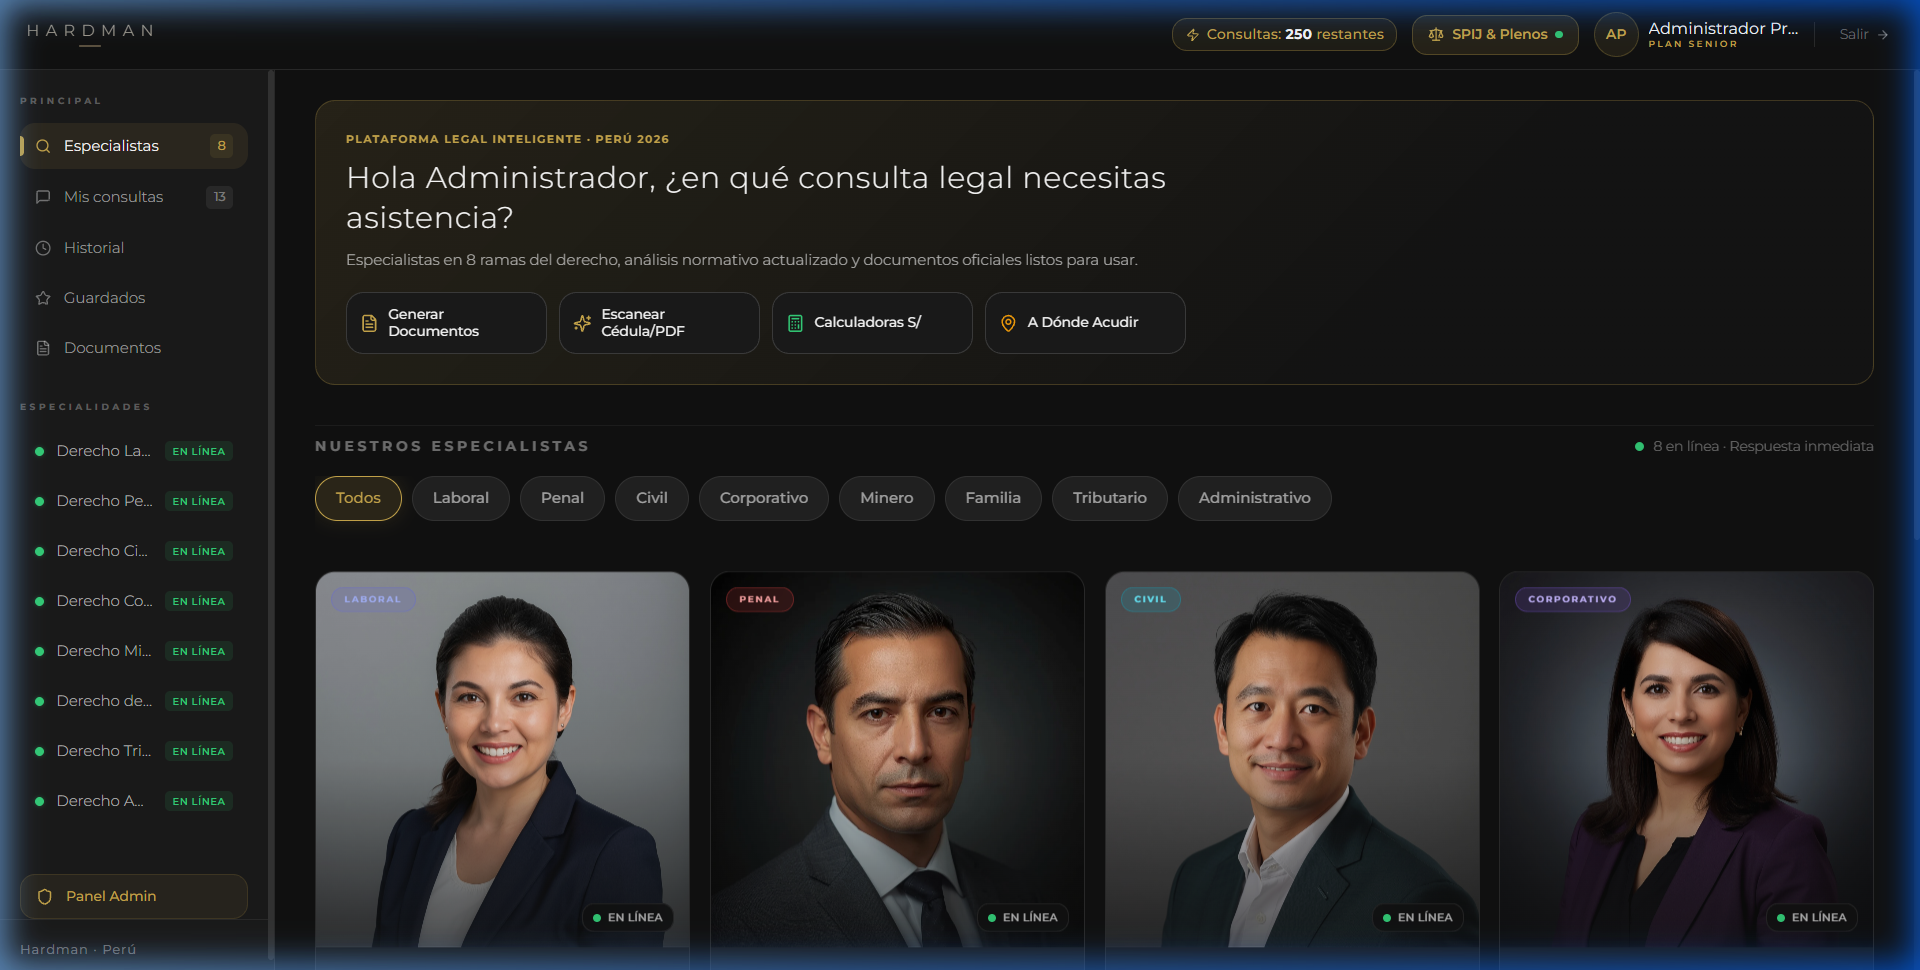 HARDMAN
Consultas: 250 restantes
SPIJ & Plenos
AP
Administrador Pr...
PLAN SENIOR
Salir
PRINCIPAL
Especialistas 8
Mis consultas 13
Historial
Guardados
Documentos
ESPECIALIDADES
Derecho La... EN LÍNEA
Derecho Pe... EN LÍNEA
Derecho Ci... EN LÍNEA
Derecho Co... EN LÍNEA
Derecho Mi... EN LÍNEA
Derecho de... EN LÍNEA
Derecho Tri... EN LÍNEA
Derecho A... EN LÍNEA
Panel Admin
Hardman · Perú
PLATAFORMA LEGAL INTELIGENTE · PERÚ 2026
Hola Administrador, ¿en qué consulta legal necesitas
asistencia?
Especialistas en 8 ramas del derecho, análisis normativo actualizado y documentos oficiales listos para usar.
Generar
Documentos
Escanear
Cédula/PDF
Calculadoras S/
A Dónde Acudir
NUESTROS ESPECIALISTAS
8 en línea · Respuesta inmediata
Todos
Laboral
Penal
Civil
Corporativo
Minero
Familia
Tributario
Administrativo
LABORAL
EN LÍNEA
PENAL
EN LÍNEA
CIVIL
EN LÍNEA
CORPORATIVO
EN LÍNEA